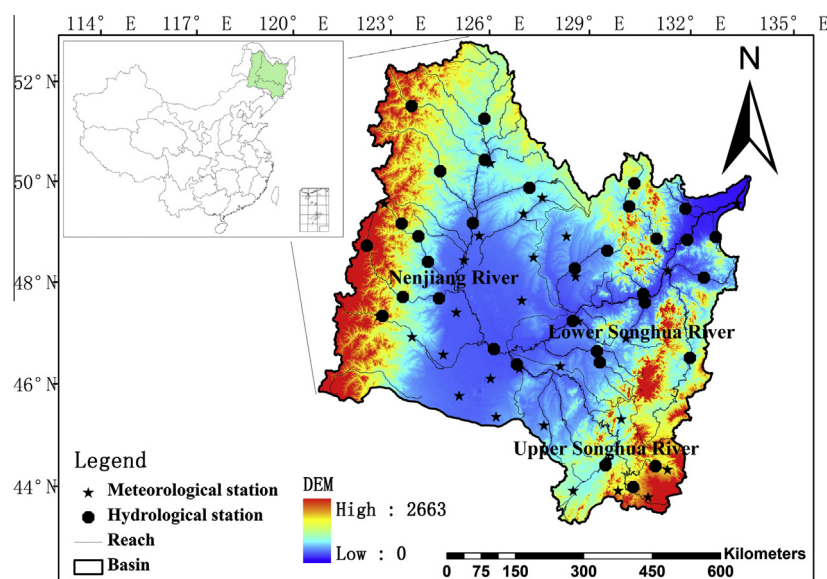 114° E 117° E 120° E 123° E 126° E 129° E 132° E 135° E
52° N
50° N
48° N
46° N
44° N
N
Nenjiang River
Lower Songhua River
Upper Songhua River
Legend
Meteorological station
Hydrological station
Reach
Basin
DEM
High : 2663
Low : 0
Kilometers
0 75 150 300 450 600